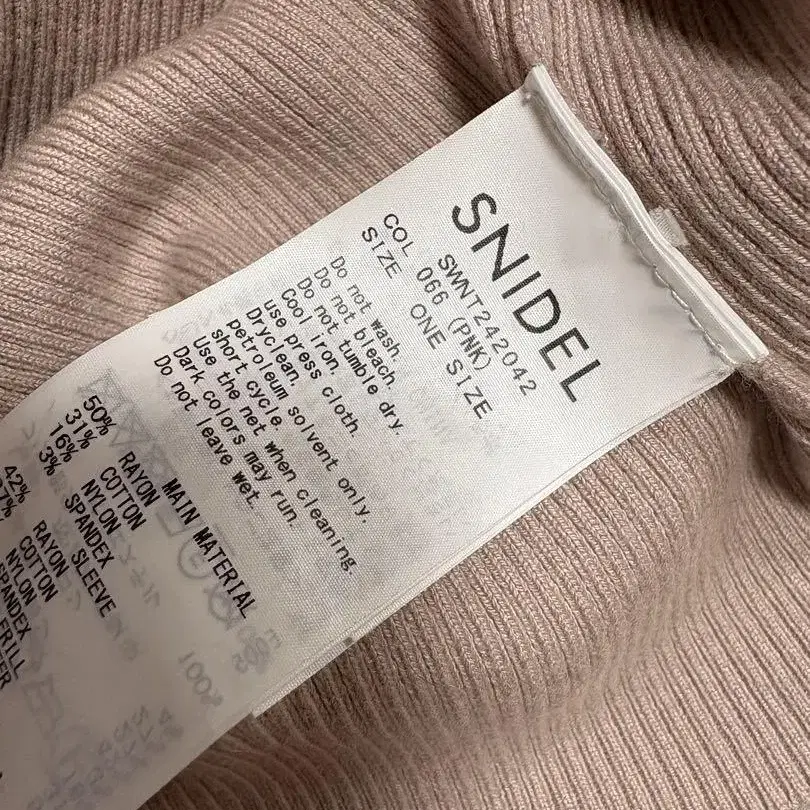 SNIDEL
SWNT242042
COL 066 (PNK)
SIZE ONE SIZE
Do not wash.
Do not bleach.
Do not tumble dry.
Cool iron.
use press cloth.
Dryclean.
petroleum solvent only.
short cycle.
Use the net when cleaning.
Dark colors may run.
Do not leave wet.
MAIN MATERIAL
50% RAYON
31% COTTON
16% NYLON
3% SPANDEX
SLEEVE
42% RAYON
COTTON
NYLON
SPANDEX
FRILL